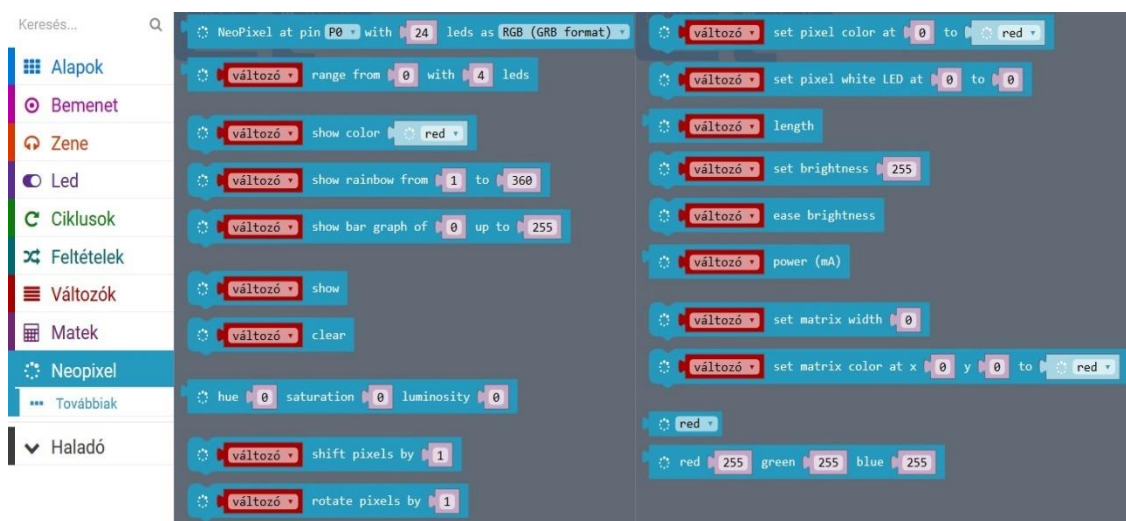 Keresés...
Alapok
Bemenet
Zene
Led
Ciklusok
Feltételek
Változók
Matek
Neopixel
Továbbiak
Haladó
NeoPixel at pin P0 with 24 leds as RGB (GRB format)
változó range from 0 with 4 leds
változó show color red
változó show rainbow from 1 to 360
változó show bar graph of 0 up to 255
változó show
változó clear
hue 0 saturation 0 luminosity 0
változó shift pixels by 1
változó rotate pixels by 1
változó set pixel color at 0 to red
változó set pixel white LED at 0 to 0
változó length
változó set brightness 255
változó ease brightness
változó power (mA)
változó set matrix width 0
változó set matrix color at x 0 y 0 to red
red
red 255 green 255 blue 255